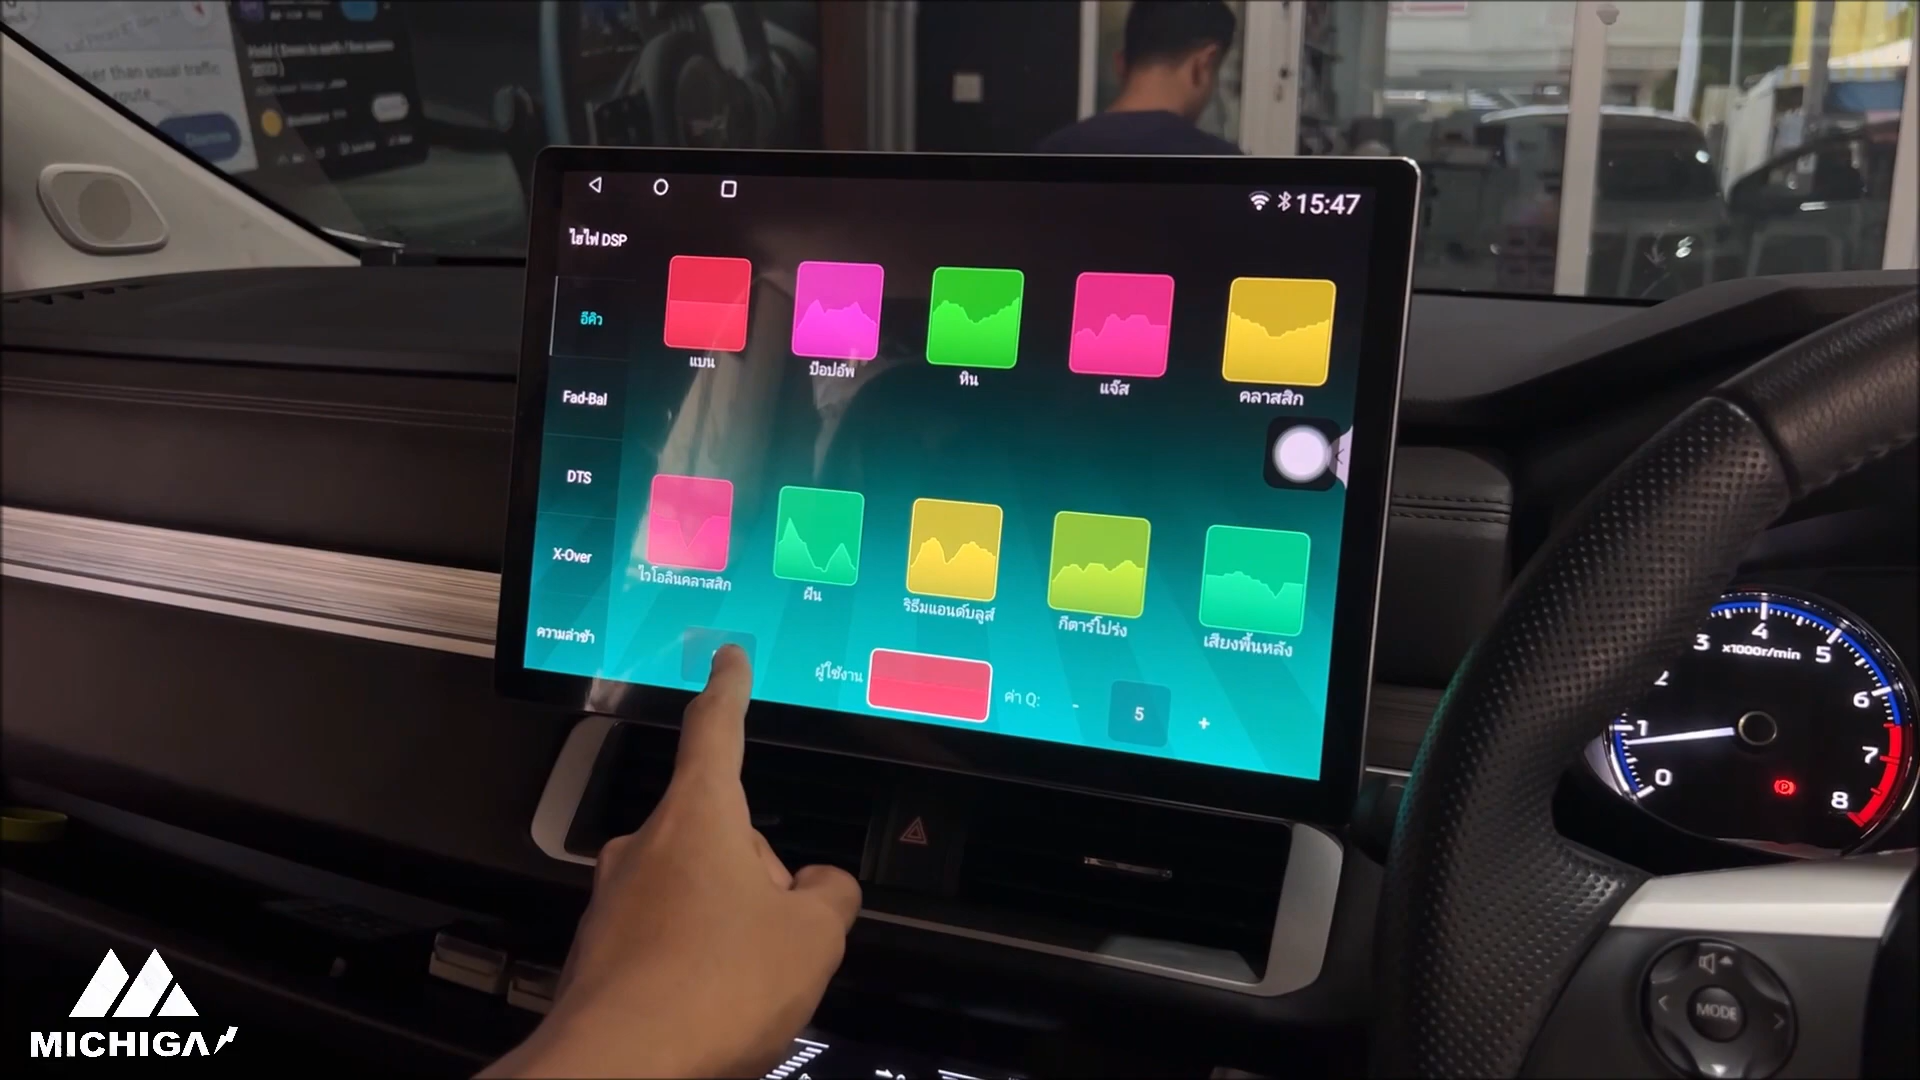 15:47
ไฮไฟ DSP
อีคิว
Fad-Bal
DTS
X-Over
ความล่าช้า
แบน
ป๊อปอัพ
หิน
แจ๊ส
คลาสสิก
ไวโอลินคลาสสิก
ฝืน
ริธึมแอนด์บลูส์
กีตาร์โปร่ง
เสียงพื้นหลัง
ผู้ใช้งาน
ค่า Q:
-
5
+
0
1
2
3
4
5
6
7
8
x1000r/min
P
MODE
MICHIGA